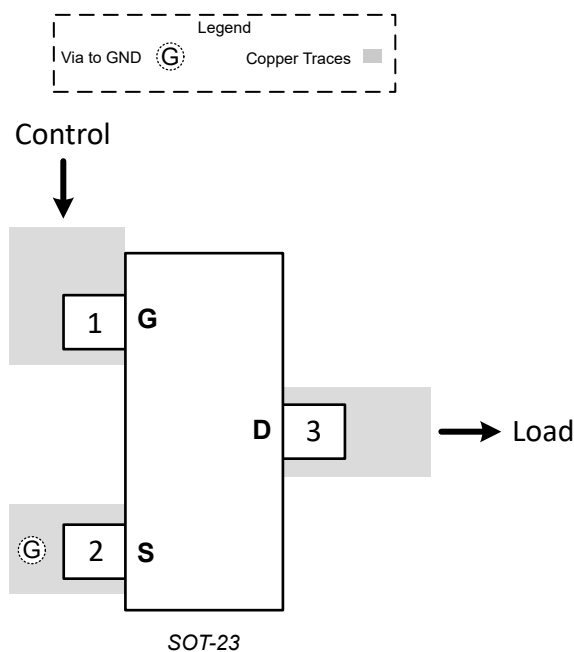 Legend
Via to GND G Copper Traces
Control
1 G
D 3 Load
G 2 S
SOT-23